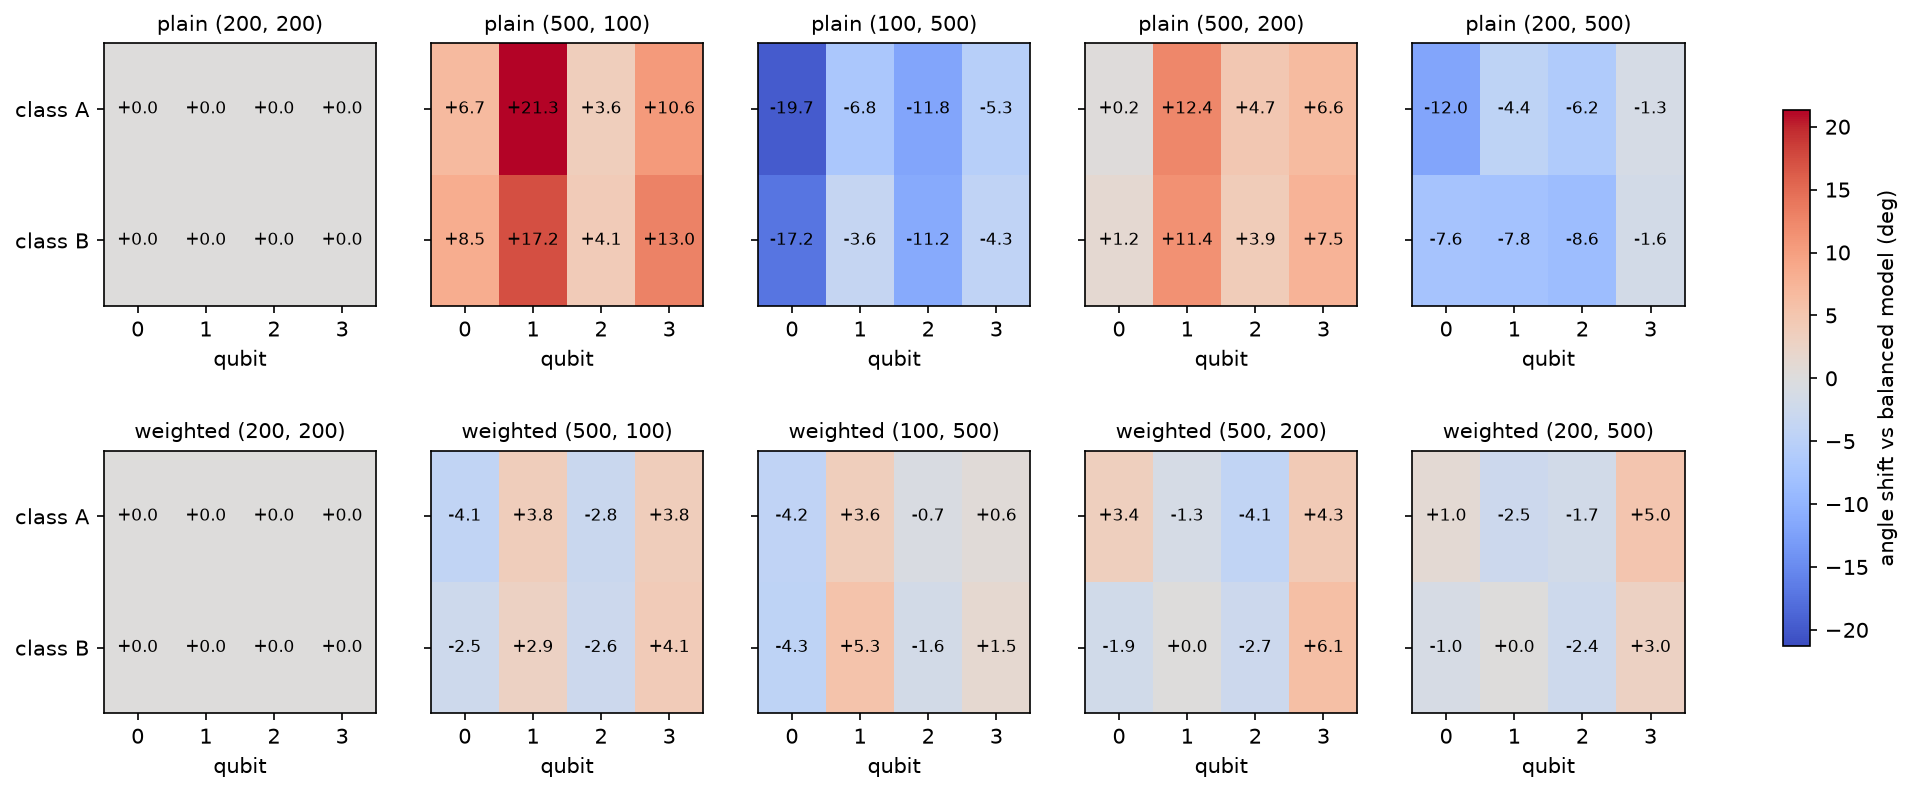 plain (200, 200) plain (500, 100) plain (100, 500) plain (500, 200) plain (200, 500)
class A +0.0 +0.0 +0.0 +0.0 +6.7 +21.3 +3.6 +10.6 -19.7 -6.8 -11.8 -5.3 +0.2 +12.4 +4.7 +6.6 -12.0 -4.4 -6.2 -1.3
class B +0.0 +0.0 +0.0 +0.0 +8.5 +17.2 +4.1 +13.0 -17.2 -3.6 -11.2 -4.3 +1.2 +11.4 +3.9 +7.5 -7.6 -7.8 -8.6 -1.6
0 1 2 3 0 1 2 3 0 1 2 3 0 1 2 3 0 1 2 3
qubit qubit qubit qubit qubit
weighted (200, 200) weighted (500, 100) weighted (100, 500) weighted (500, 200) weighted (200, 500)
class A +0.0 +0.0 +0.0 +0.0 -4.1 +3.8 -2.8 +3.8 -4.2 +3.6 -0.7 +0.6 +3.4 -1.3 -4.1 +4.3 +1.0 -2.5 -1.7 +5.0
class B +0.0 +0.0 +0.0 +0.0 -2.5 +2.9 -2.6 +4.1 -4.3 +5.3 -1.6 +1.5 -1.9 +0.0 -2.7 +6.1 -1.0 +0.0 -2.4 +3.0
0 1 2 3 0 1 2 3 0 1 2 3 0 1 2 3 0 1 2 3
qubit qubit qubit qubit qubit
20
15
10
5
0
−5
−10
−15
−20
angle shift vs balanced model (deg)